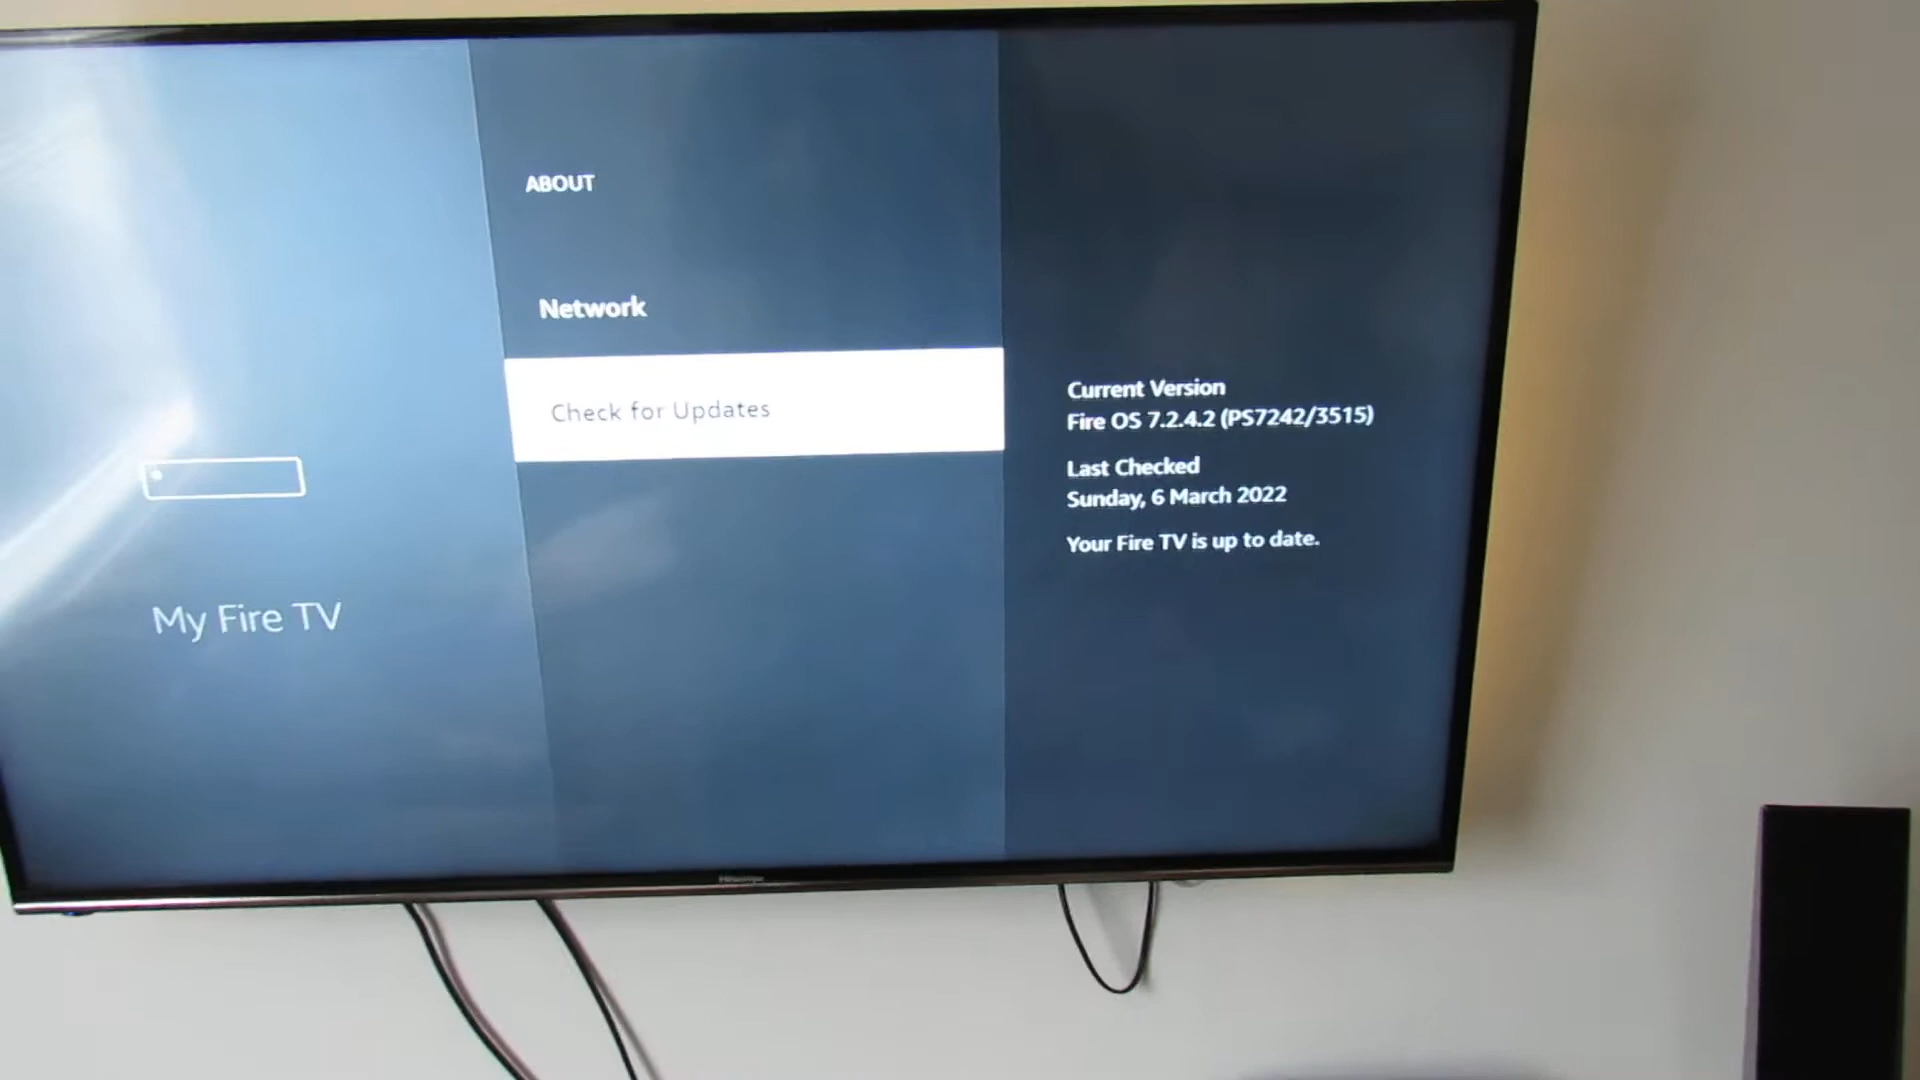 ABOUT
Network
Check for Updates
My Fire TV
Current Version
Fire OS 7.2.4.2 (PS7242/3515)
Last Checked
Sunday, 6 March 2022
Your Fire TV is up to date.